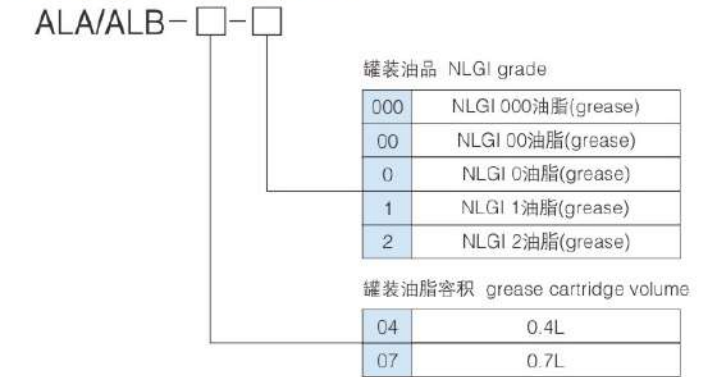 ALA/ALB-□-□
罐装油品 NLGI grade
000 NLGI 000油脂(grease)
00 NLGI 00油脂(grease)
0 NLGI 0油脂(grease)
1 NLGI 1油脂(grease)
2 NLGI 2油脂(grease)
罐装油脂容积 grease cartridge volume
04 0.4L
07 0.7L